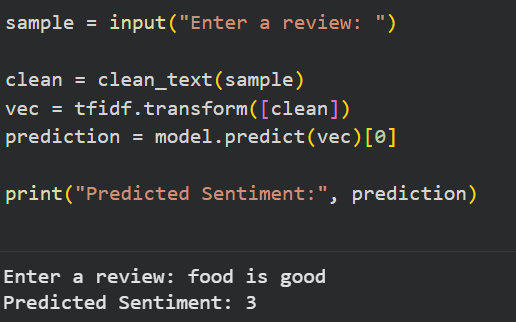 sample = input("Enter a review: ")
clean = clean_text(sample)
vec = tfidf.transform([clean])
prediction = model.predict(vec)[0]
print("Predicted Sentiment:", prediction)
Enter a review: food is good
Predicted Sentiment: 3